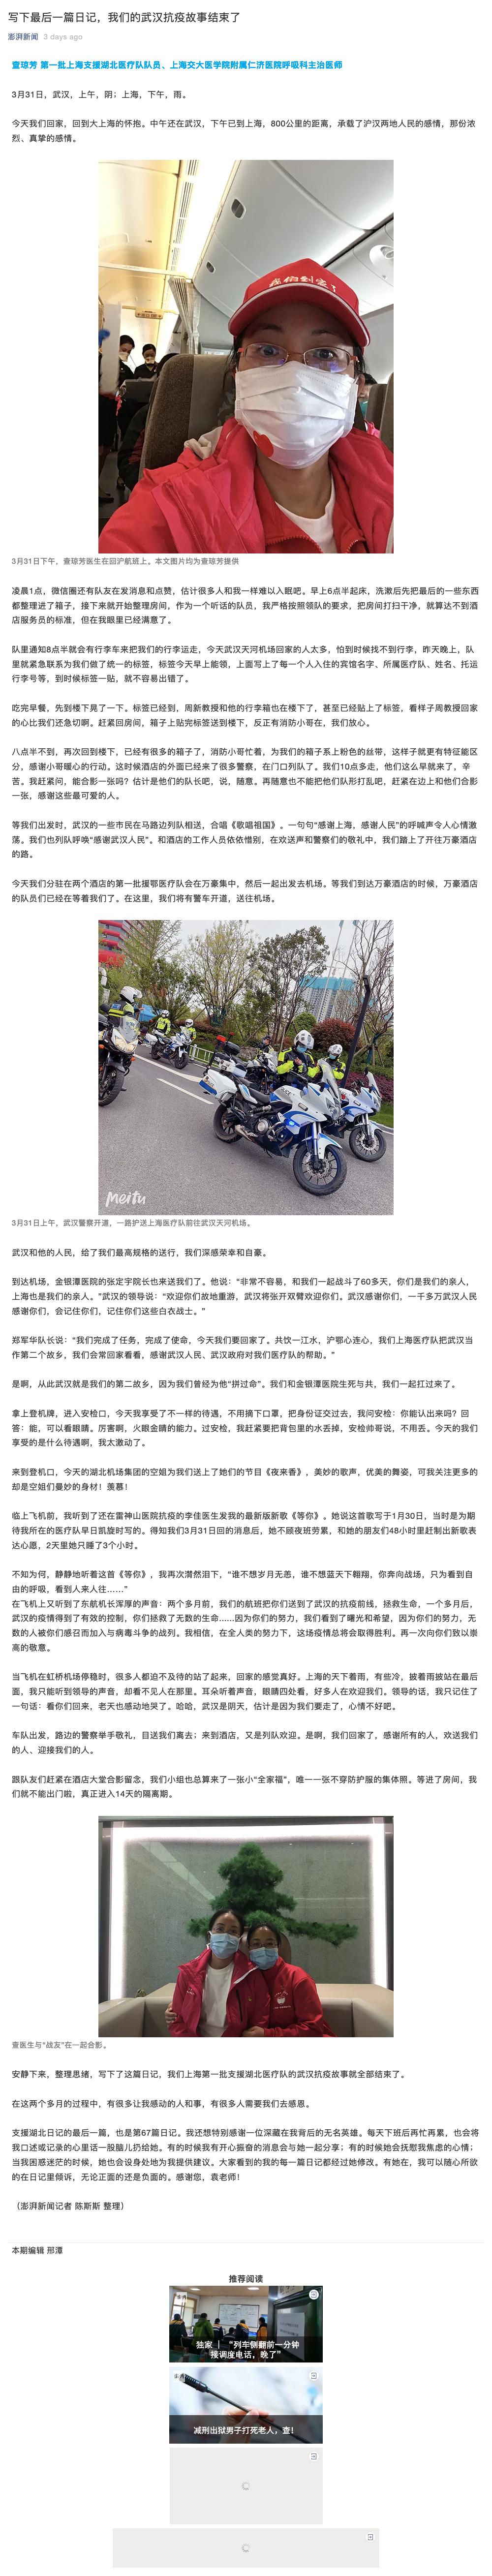 写下最后一篇日记，我们的武汉抗疫故事结束了
澎湃新闻 3 days ago
查琼芳 第一批上海支援湖北医疗队队员、上海交大医学院附属仁济医院呼吸科主治医师
3月31日，武汉，上午，阴；上海，下午，雨。
今天我们回家，回到大上海的怀抱。中午还在武汉，下午已到上海，800公里的距离，承载了沪汉两地人民的感情，那份浓
烈、真挚的感情。
我们到家了
3月31日下午，查琼芳医生在回沪航班上。本文图片均为查琼芳提供
凌晨1点，微信圈还有队友在发消息和点赞，估计很多人和我一样难以入眠吧。早上6点半起床，洗漱后先把最后的一些东西
都整理进了箱子，接下来就开始整理房间，作为一个听话的队员，我严格按照领队的要求，把房间打扫干净，就算达不到酒
店服务员的标准，但在我眼里已经满意了。
队里通知8点半就会有行李车来把我们的行李运走，今天武汉天河机场回家的人太多，怕到时候找不到行李，昨天晚上，队
里就紧急联系为我们做了统一的标签，标签今天早上能领，上面写上了每一个人入住的宾馆名字、所属医疗队、姓名、托运
行李号等，到时候标签一贴，就不容易出错了。
吃完早餐，先到楼下晃了一下。标签已经到，周新教授和他的行李箱也在楼下了，甚至已经贴上了标签，看样子周教授回家
的心比我们还急切啊。赶紧回房间，箱子上贴完标签送到楼下，反正有消防小哥在，我们放心。
八点半不到，再次回到楼下，已经有很多的箱子了，消防小哥忙着，为我们的箱子系上粉色的丝带，这样子就更有特征能区
分，感谢小哥暖心的行动。这时候酒店的外面已经来了很多警察，在门口列队了。我们10点多走，他们这么早就来了，辛
苦。我赶紧问，能合影一张吗？估计是他们的队长吧，说，随意。再随意也不能把他们队形打乱吧，赶紧在边上和他们合影
一张，感谢这些最可爱的人。
等我们出发时，武汉的一些市民在马路边列队相送，合唱《歌唱祖国》。一句句“感谢上海，感谢人民”的呼喊声令人心情激
荡。我们也列队呼唤“感谢武汉人民”。和酒店的工作人员依依惜别，在欢送声和警察们的敬礼中，我们踏上了开往万豪酒店
的路。
今天我们分驻在两个酒店的第一批援鄂医疗队会在万豪集中，然后一起出发去机场。等我们到达万豪酒店的时候，万豪酒店
的队员们已经在等着我们了。在这里，我们将有警车开道，送往机场。
Meitu
3月31日上午，武汉警察开道，一路护送上海医疗队前往武汉天河机场。
武汉和他的人民，给了我们最高规格的送行，我们深感荣幸和自豪。
到达机场，金银潭医院的张定宇院长也来送我们了。他说：“非常不容易，和我们一起战斗了60多天，你们是我们的亲人，
上海也是我们的亲人。”武汉的领导说：“欢迎你们故地重游，武汉将张开双臂欢迎你们。武汉感谢你们，一千多万武汉人民
感谢你们，会记住你们，记住你们这些白衣战士。”
郑军华队长说：“我们完成了任务，完成了使命，今天我们要回家了。共饮一江水，沪鄂心连心，我们上海医疗队把武汉当
作第二个故乡，我们会常回家看看，感谢武汉人民、武汉政府对我们医疗队的帮助。”
是啊，从此武汉就是我们的第二故乡，因为我们曾经为他“拼过命”。我们和金银潭医院生死与共，我们一起扛过来了。
拿上登机牌，进入安检口，今天我享受了不一样的待遇，不用摘下口罩，把身份证交过去，我问安检：你能认出来吗？回
答：能，可以看眼睛。厉害啊，火眼金睛的能力。过安检，我赶紧要把背包里的水丢掉，安检帅哥说，不用丢。今天的我们
享受的是什么待遇啊，我太激动了。
来到登机口，今天的湖北机场集团的空姐为我们送上了她们的节目《夜来香》，美妙的歌声，优美的舞姿，可我关注更多的
却是空姐们曼妙的身材！羡慕！
临上飞机前，我听到了还在雷神山医院抗疫的李佳医生发我的最新版新歌《等你》。她说这首歌写于1月30日，当时是为期
待我所在的医疗队早日凯旋时写的。得知我们3月31日回的消息后，她不顾夜班劳累，和她的朋友们48小时里赶制出新歌表
达心愿，2天里她只睡了3个小时。
不知为何，静静地听着这首《等你》，我再次潸然泪下，“谁不想岁月无恙，谁不想蓝天下翱翔，你奔向战场，只为看到自
由的呼吸，看到人来人往……”
在飞机上又听到了东航机长浑厚的声音：两个多月前，我们的航班把你们送到了武汉的抗疫前线，拯救生命，一个多月后，
武汉的疫情得到了有效的控制，你们拯救了无数的生命......因为你们的努力，我们看到了曙光和希望，因为你们的努力，无
数的人被你们感召而加入与病毒斗争的战列。我相信，在全人类的努力下，这场疫情总将会取得胜利。再一次向你们致以崇
高的敬意。
当飞机在虹桥机场停稳时，很多人都迫不及待的站了起来，回家的感觉真好。上海的天下着雨，有些冷，披着雨披站在最后
面，我只能听到领导的声音，却看不见人在那里。耳朵听着声音，眼睛四处看，好多人在欢迎我们。领导的话，我只记住了
一句话：看你们回来，老天也感动地哭了。哈哈，武汉是阴天，估计是因为我们要走了，心情不好吧。
车队出发，路边的警察举手敬礼，目送我们离去；来到酒店，又是列队欢迎。是啊，我们回家了，感谢所有的人，欢送我们
的人、迎接我们的人。
跟队友们赶紧在酒店大堂合影留念，我们小组也总算来了一张小“全家福”，唯一一张不穿防护服的集体照。等进了房间，我
们就不能出门啦，真正进入14天的隔离期。
查医生与“战友”在一起合影。
安静下来，整理思绪，写下了这篇日记，我们上海第一批支援湖北医疗队的武汉抗疫故事就全部结束了。
在这两个多月的过程中，有很多让我感动的人和事，有很多人需要我们去感恩。
支援湖北日记的最后一篇，也是第67篇日记。我还想特别感谢一位深藏在我背后的无名英雄。每天下班后再忙再累，也会将
我口述或记录的心里话一股脑儿扔给她。有的时候我有开心振奋的消息会与她一起分享；有的时候她会抚慰我焦虑的心情；
当我困惑迷茫的时候，她也会设身处地为我提供建议。大家看到的我的每一篇日记都经过她修改。有她在，我可以随心所欲
的在日记里倾诉，无论正面的还是负面的。感谢您，袁老师！
（澎湃新闻记者 陈斯斯 整理）
本期编辑 邢潭
推荐阅读
独家 ｜ “列车侧翻前一分钟
接调度电话，晚了”
减刑出狱男子打死老人，查！